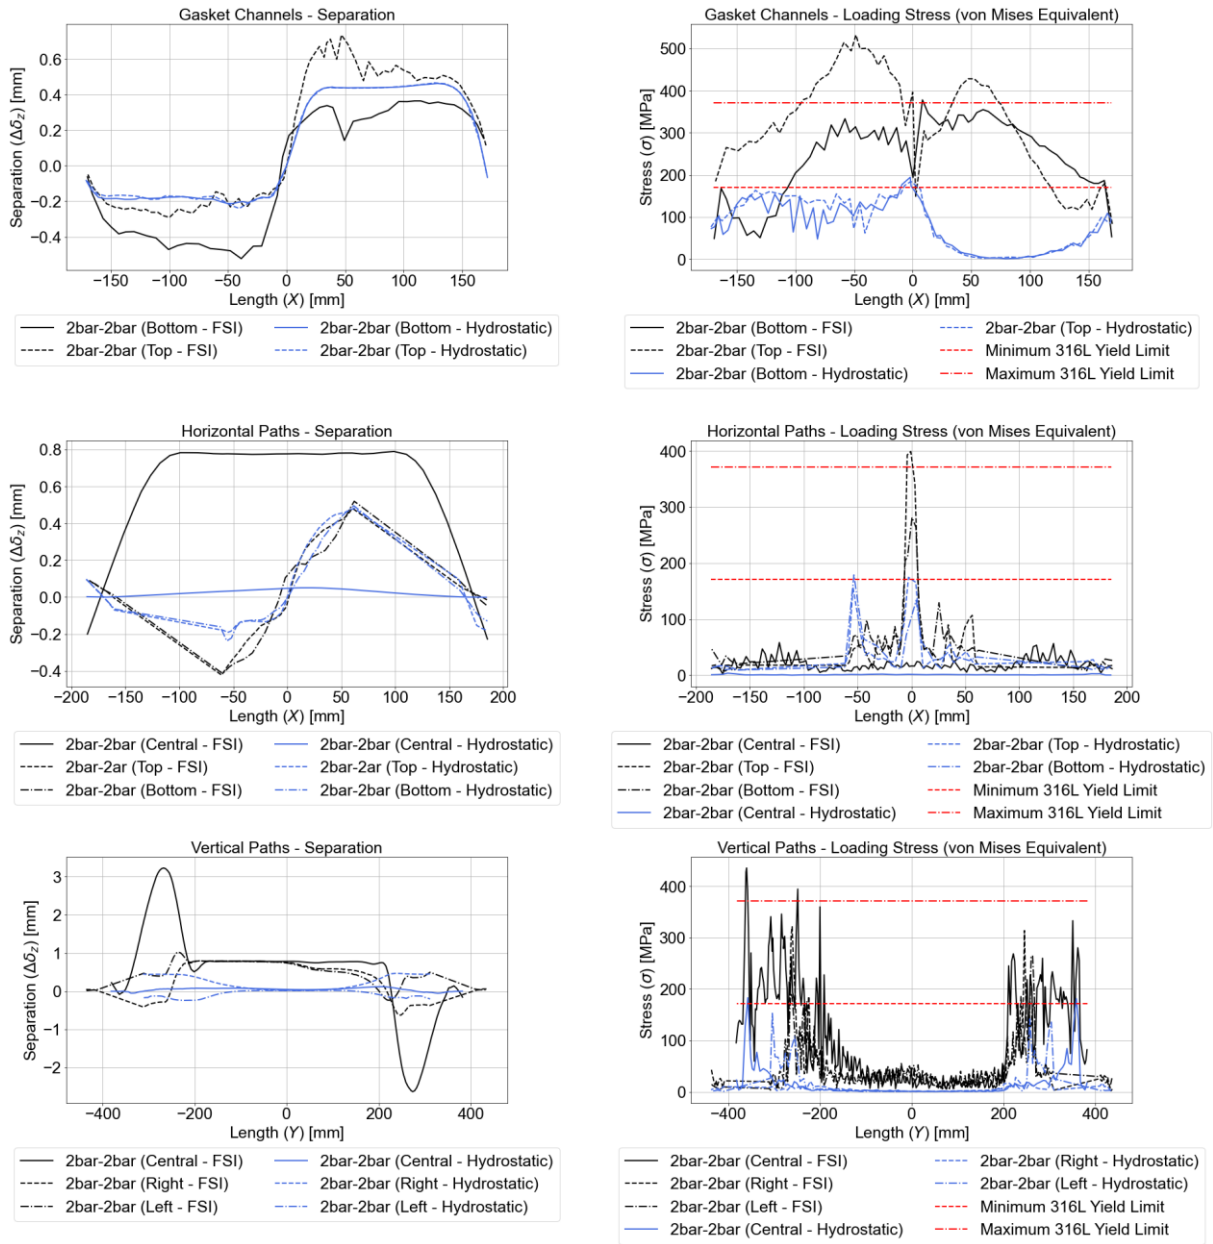 Gasket Channels - Separation
Separation (Δδz) [mm]
0.6
0.4
0.2
0.0
−0.2
−0.4
−150 −100 −50 0 50 100 150
Length (X) [mm]
2bar-2bar (Bottom - FSI)
2bar-2bar (Top - FSI)
2bar-2bar (Bottom - Hydrostatic)
2bar-2bar (Top - Hydrostatic)
Gasket Channels - Loading Stress (von Mises Equivalent)
Stress (σ) [MPa]
500
400
300
200
100
0
−150 −100 −50 0 50 100 150
Length (X) [mm]
2bar-2bar (Bottom - FSI)
2bar-2bar (Top - FSI)
2bar-2bar (Bottom - Hydrostatic)
2bar-2bar (Top - Hydrostatic)
Minimum 316L Yield Limit
Maximum 316L Yield Limit
Horizontal Paths - Separation
Separation (Δδz) [mm]
0.8
0.6
0.4
0.2
0.0
−0.2
−0.4
−200 −150 −100 −50 0 50 100 150 200
Length (X) [mm]
2bar-2bar (Central - FSI)
2bar-2ar (Top - FSI)
2bar-2bar (Bottom - FSI)
2bar-2bar (Central - Hydrostatic)
2bar-2ar (Top - Hydrostatic)
2bar-2bar (Bottom - Hydrostatic)
Horizontal Paths - Loading Stress (von Mises Equivalent)
Stress (σ) [MPa]
400
300
200
100
0
−200 −150 −100 −50 0 50 100 150 200
Length (X) [mm]
2bar-2bar (Central - FSI)
2bar-2bar (Top - FSI)
2bar-2bar (Bottom - FSI)
2bar-2bar (Central - Hydrostatic)
2bar-2bar (Top - Hydrostatic)
2bar-2bar (Bottom - Hydrostatic)
Minimum 316L Yield Limit
Maximum 316L Yield Limit
Vertical Paths - Separation
Separation (Δδz) [mm]
3
2
1
0
−1
−2
−400 −200 0 200 400
Length (Y) [mm]
2bar-2bar (Central - FSI)
2bar-2bar (Right - FSI)
2bar-2bar (Left - FSI)
2bar-2bar (Central - Hydrostatic)
2bar-2bar (Right - Hydrostatic)
2bar-2bar (Left - Hydrostatic)
Vertical Paths - Loading Stress (von Mises Equivalent)
Stress (σ) [MPa]
400
300
200
100
0
−400 −200 0 200 400
Length (Y) [mm]
2bar-2bar (Central - FSI)
2bar-2bar (Right - FSI)
2bar-2bar (Left - FSI)
2bar-2bar (Central - Hydrostatic)
2bar-2bar (Right - Hydrostatic)
2bar-2bar (Left - Hydrostatic)
Minimum 316L Yield Limit
Maximum 316L Yield Limit